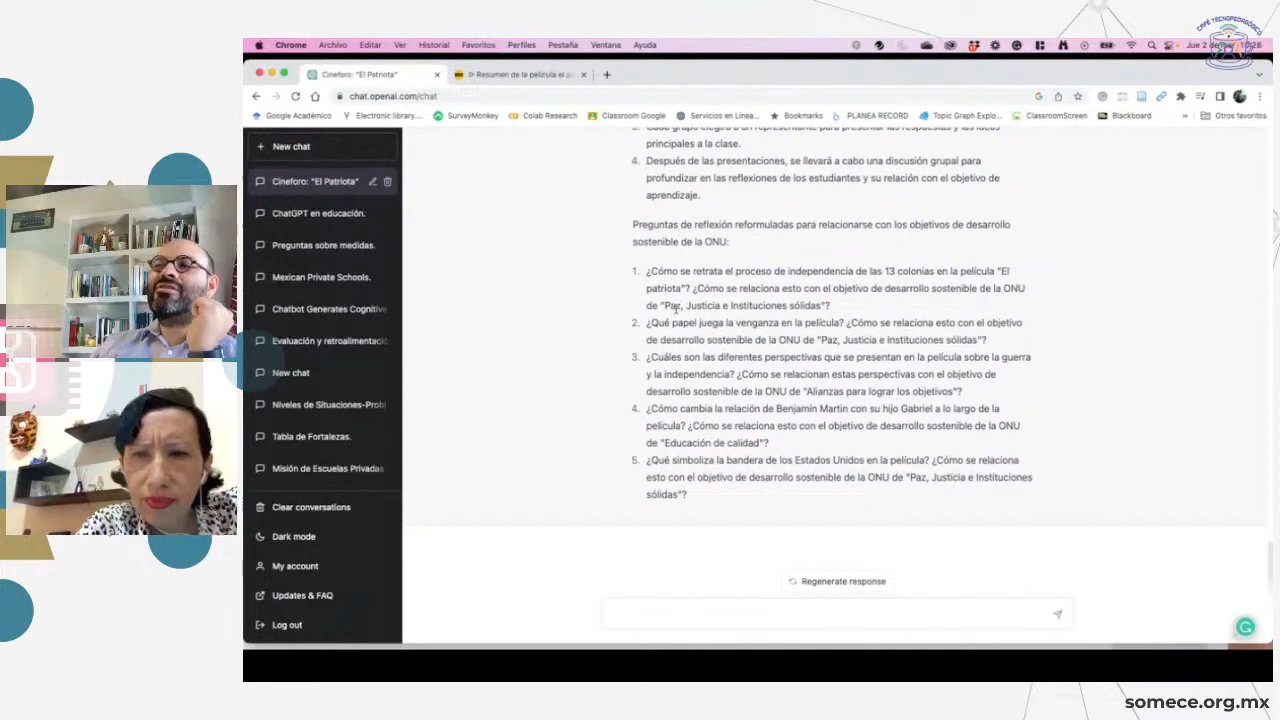 CAFÉ TECNOPEDAGÓGICO
Chrome Archivo Editar Ver Historial Favoritos Perfiles Pestaña Ventana Ayuda
Cineforo: "El Patriota"
Resumen de la película el p
chat.openai.com/chat
Google Académico Electronic library.... SurveyMonkey Colab Research Classroom Google Servicios en Línea... Bookmarks PLANEA RECORD Topic Graph Explo... ClassroomScreen Blackboard » Otros favoritos
New chat
Cineforo: "El Patriota"
ChatGPT en educación.
Preguntas sobre medidas.
Mexican Private Schools.
Chatbot Generates Cognitive
Evaluación y retroalimentació
New chat
Niveles de Situaciones-Probl
Tabla de Fortalezas.
Misión de Escuelas Privadas
Clear conversations
Dark mode
My account
Updates & FAQ
Log out
principales a la clase.
4. Después de las presentaciones, se llevará a cabo una discusión grupal para
profundizar en las reflexiones de los estudiantes y su relación con el objetivo de
aprendizaje.
Preguntas de reflexión reformuladas para relacionarse con los objetivos de desarrollo
sostenible de la ONU:
1. ¿Cómo se retrata el proceso de independencia de las 13 colonias en la película "El
patriota"? ¿Cómo se relaciona esto con el objetivo de desarrollo sostenible de la ONU
de "Paz, Justicia e Instituciones sólidas"?
2. ¿Qué papel juega la venganza en la película? ¿Cómo se relaciona esto con el objetivo
de desarrollo sostenible de la ONU de "Paz, Justicia e Instituciones sólidas"?
3. ¿Cuáles son las diferentes perspectivas que se presentan en la película sobre la guerra
y la independencia? ¿Cómo se relacionan estas perspectivas con el objetivo de
desarrollo sostenible de la ONU de "Alianzas para lograr los objetivos"?
4. ¿Cómo cambia la relación de Benjamín Martin con su hijo Gabriel a lo largo de la
película? ¿Cómo se relaciona esto con el objetivo de desarrollo sostenible de la ONU
de "Educación de calidad"?
5. ¿Qué simboliza la bandera de los Estados Unidos en la película? ¿Cómo se relaciona
esto con el objetivo de desarrollo sostenible de la ONU de "Paz, Justicia e Instituciones
sólidas"?
Regenerate response
somece.org.mx